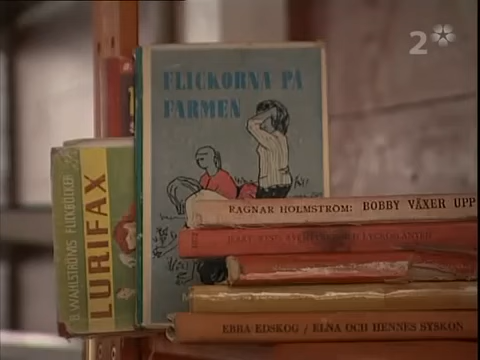 2
FLICKORNA PÅ
FARMEN
B. WAHLSTRÖMS FLICKBÖCKER
LURIFAX
RAGNAR HOLMSTRÖM: BOBBY VÄXER UPP
EBBA EDSKOG / ELNA OCH HENNES SYSKON